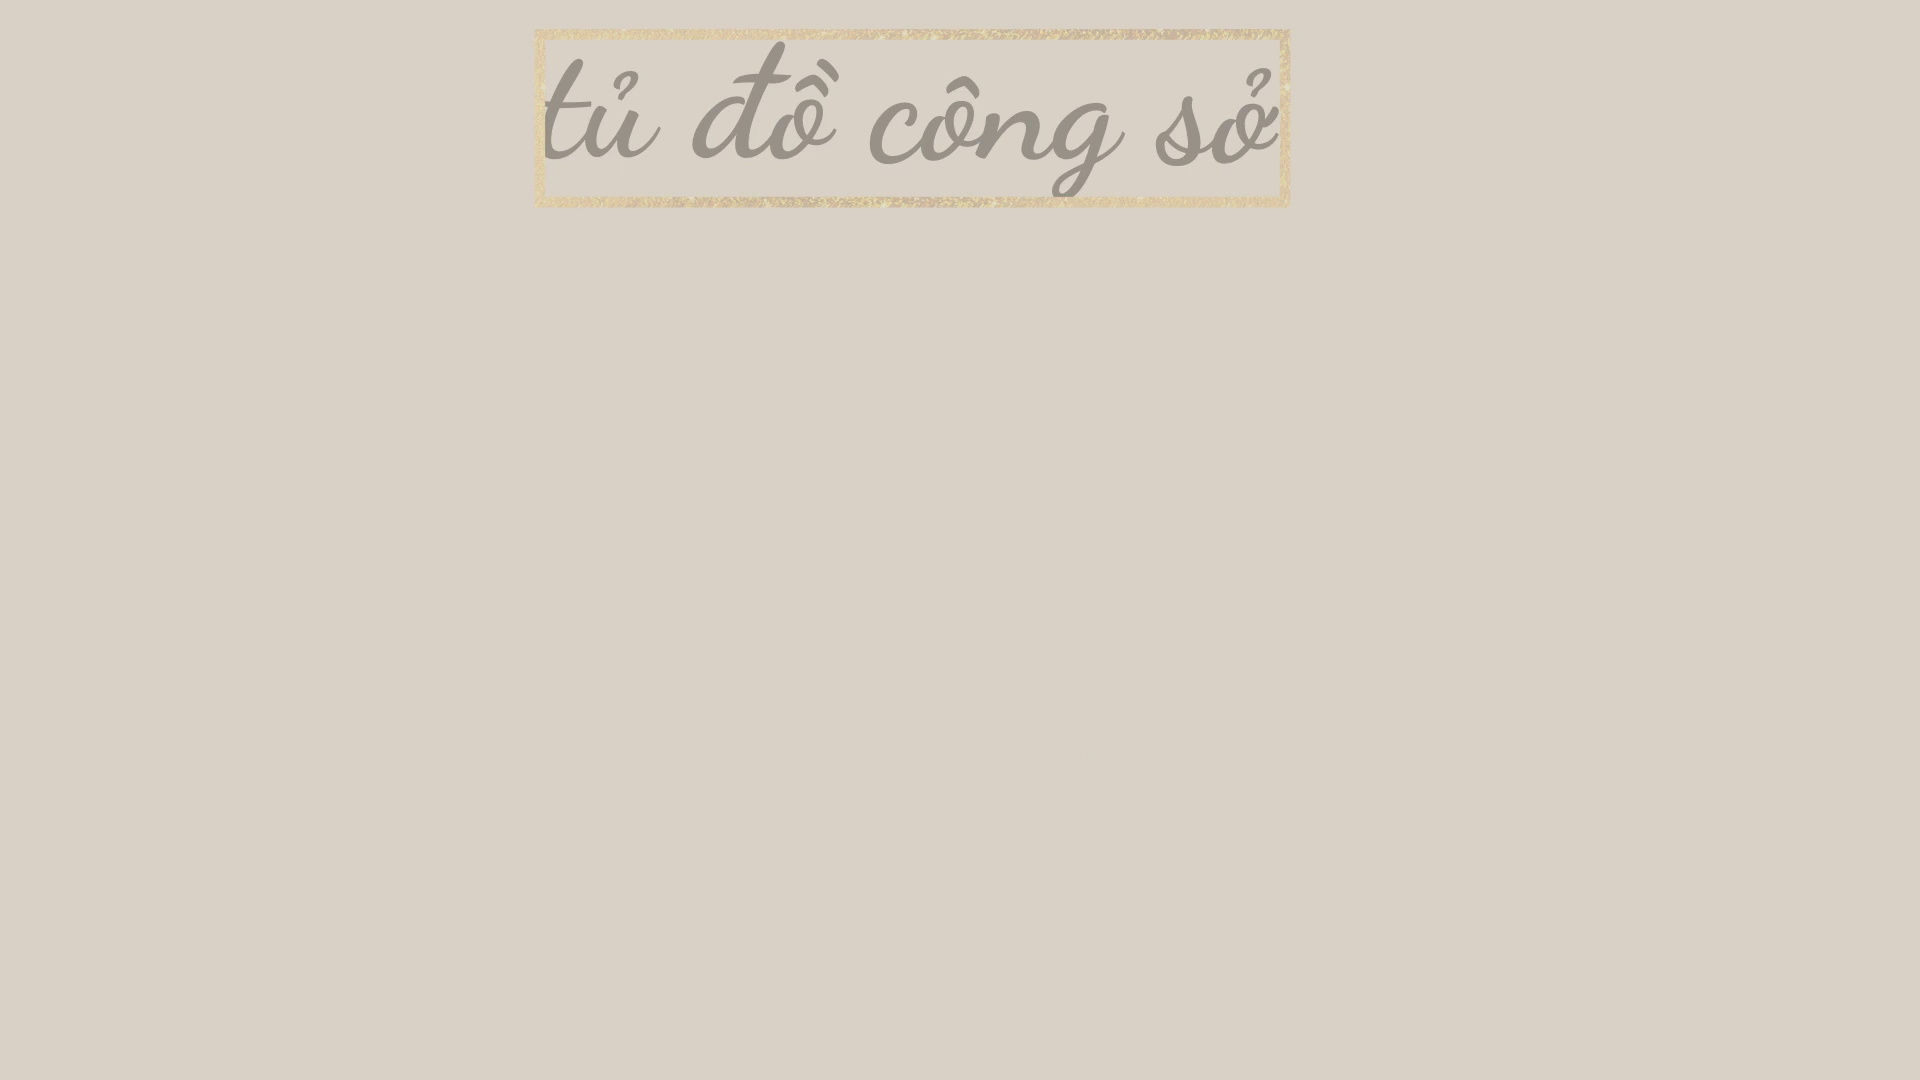 tủ đồ công sở